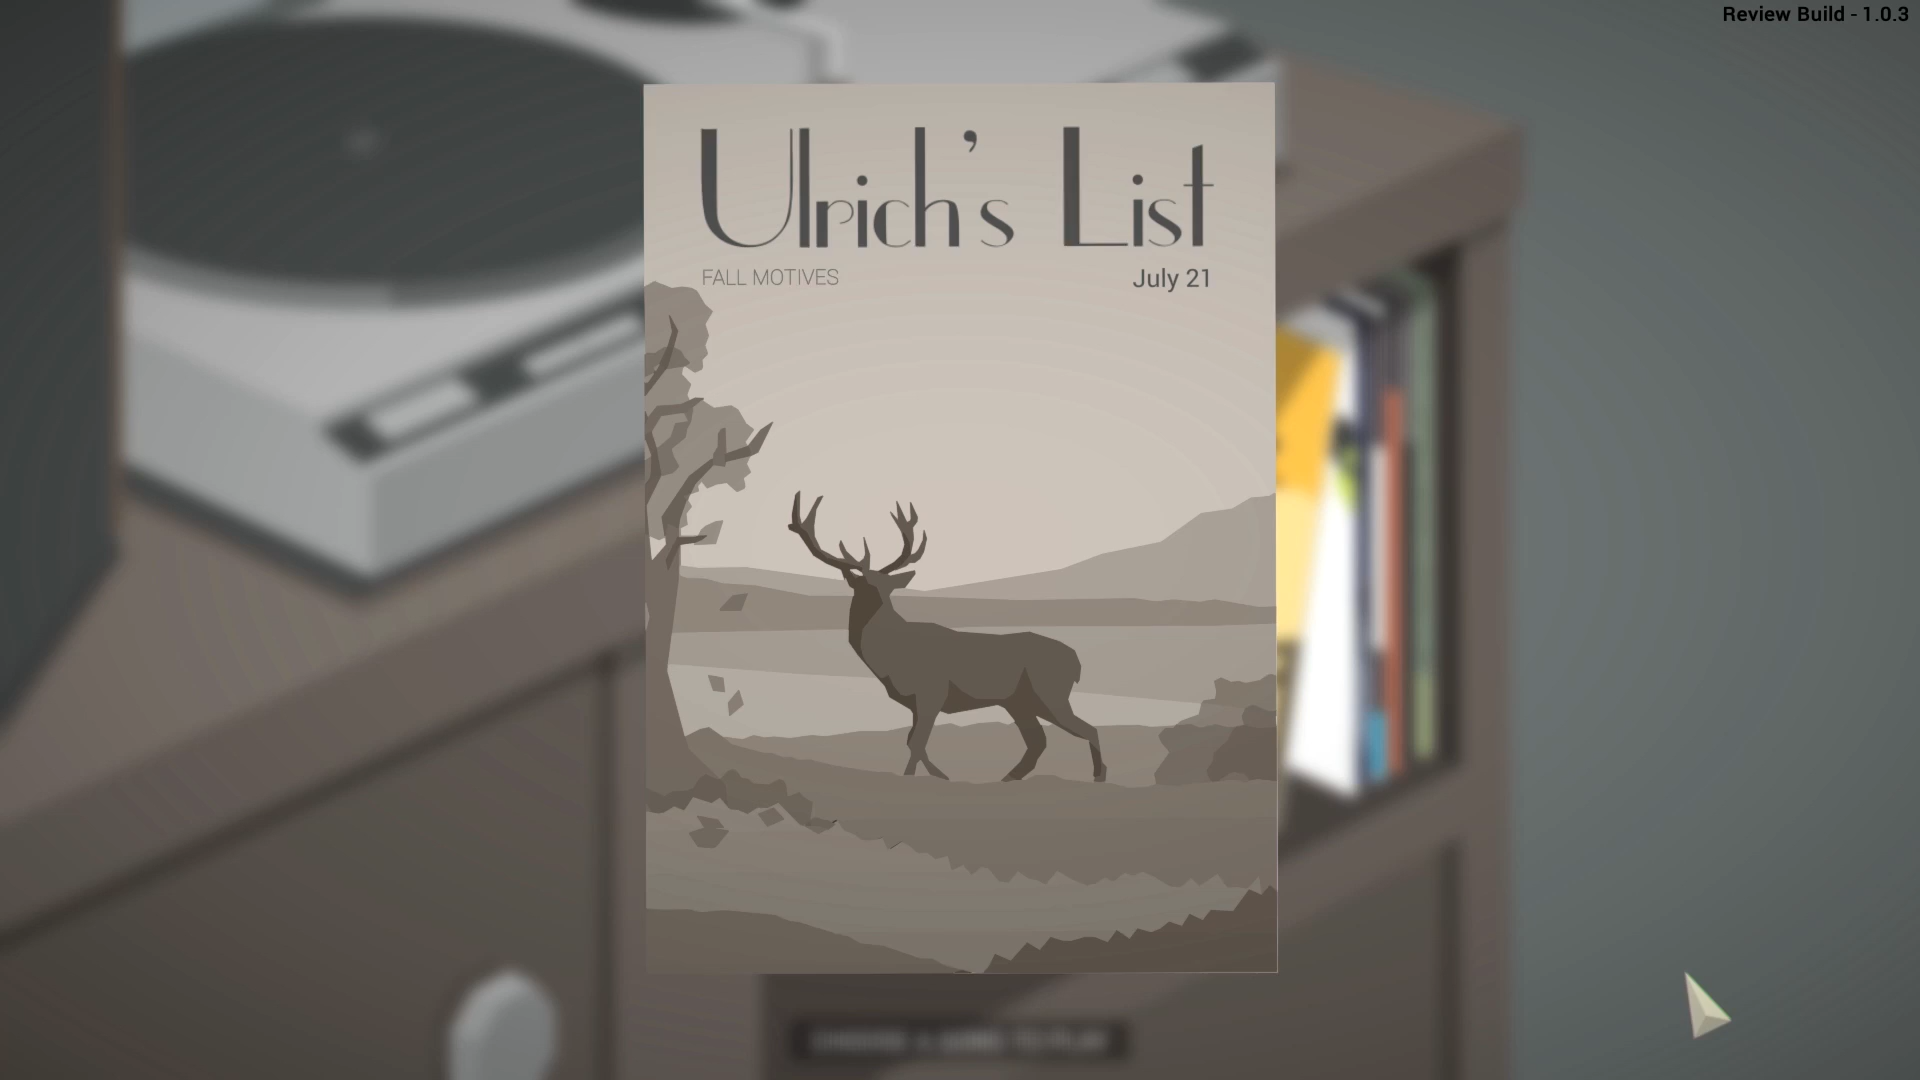 Review Build - 1.0.3
Ulrich's List
FALL MOTIVES
July 21